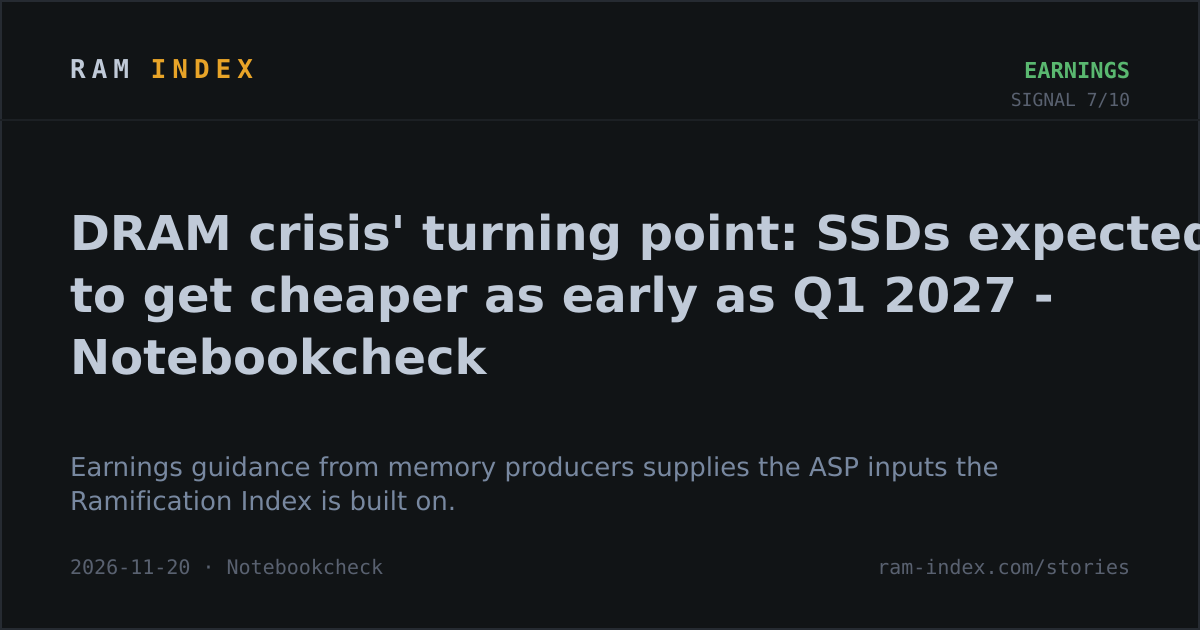 RAM INDEX
EARNINGS
SIGNAL 7/10
DRAM crisis' turning point: SSDs expected
to get cheaper as early as Q1 2027 -
Notebookcheck
Earnings guidance from memory producers supplies the ASP inputs the
Ramification Index is built on.
2026-11-20 · Notebookcheck
ram-index.com/stories